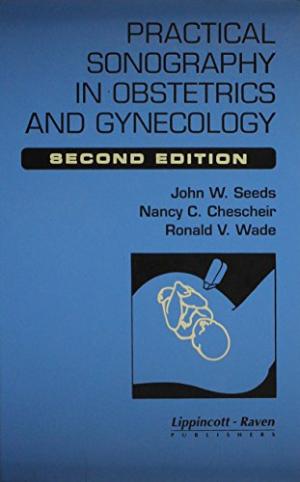 PRACTICAL
SONOGRAPHY
IN OBSTETRICS
AND GYNECOLOGY
SECOND EDITION
John W. Seeds
Nancy C. Chescheir
Ronald V. Wade
Lippincott - Raven
PUBLISHERS